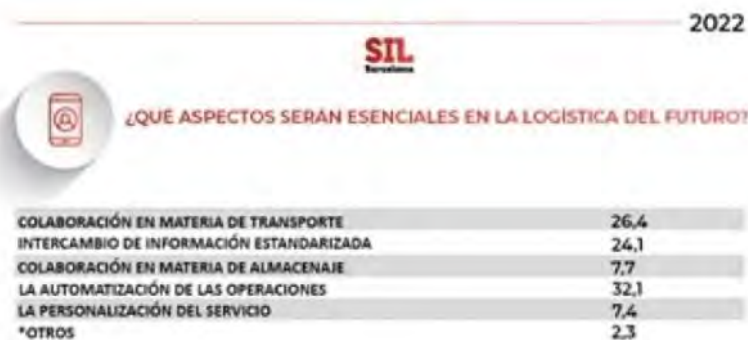 2022
SIL
Barcelona
¿QUÉ ASPECTOS SERÁN ESENCIALES EN LA LOGÍSTICA DEL FUTURO?
COLABORACIÓN EN MATERIA DE TRANSPORTE 26,4
INTERCAMBIO DE INFORMACIÓN ESTANDARIZADA 24,1
COLABORACIÓN EN MATERIA DE ALMACENAJE 7,7
LA AUTOMATIZACIÓN DE LAS OPERACIONES 32,1
LA PERSONALIZACIÓN DEL SERVICIO 7,4
*OTROS 2,3